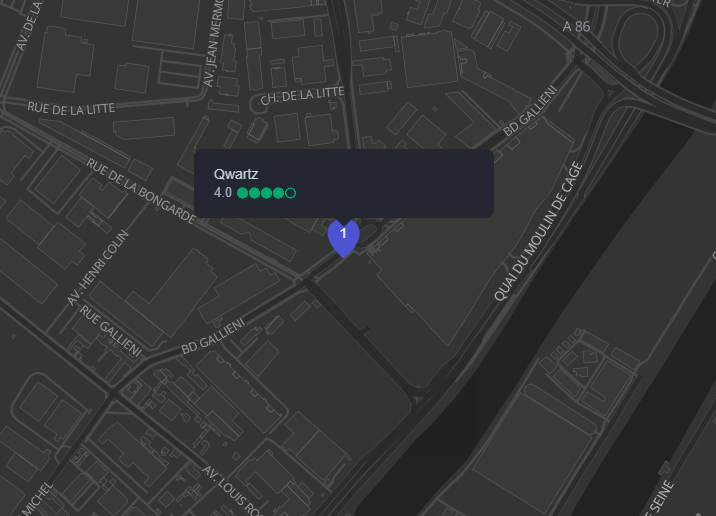 AV. DE LA
AV. JEAN MERMO
A 86
RUE DE LA LITTE
CH. DE LA LITTE
BD GALLIENI
RUE DE LA BONGARDE
Qwartz
4.0
1
QUAI DU MOULIN DE CAGE
AV. HENRI COLIN
RUE GALLIENI
BD GALLIENI
AV. LOUIS RO
MICHEL
E SEINE